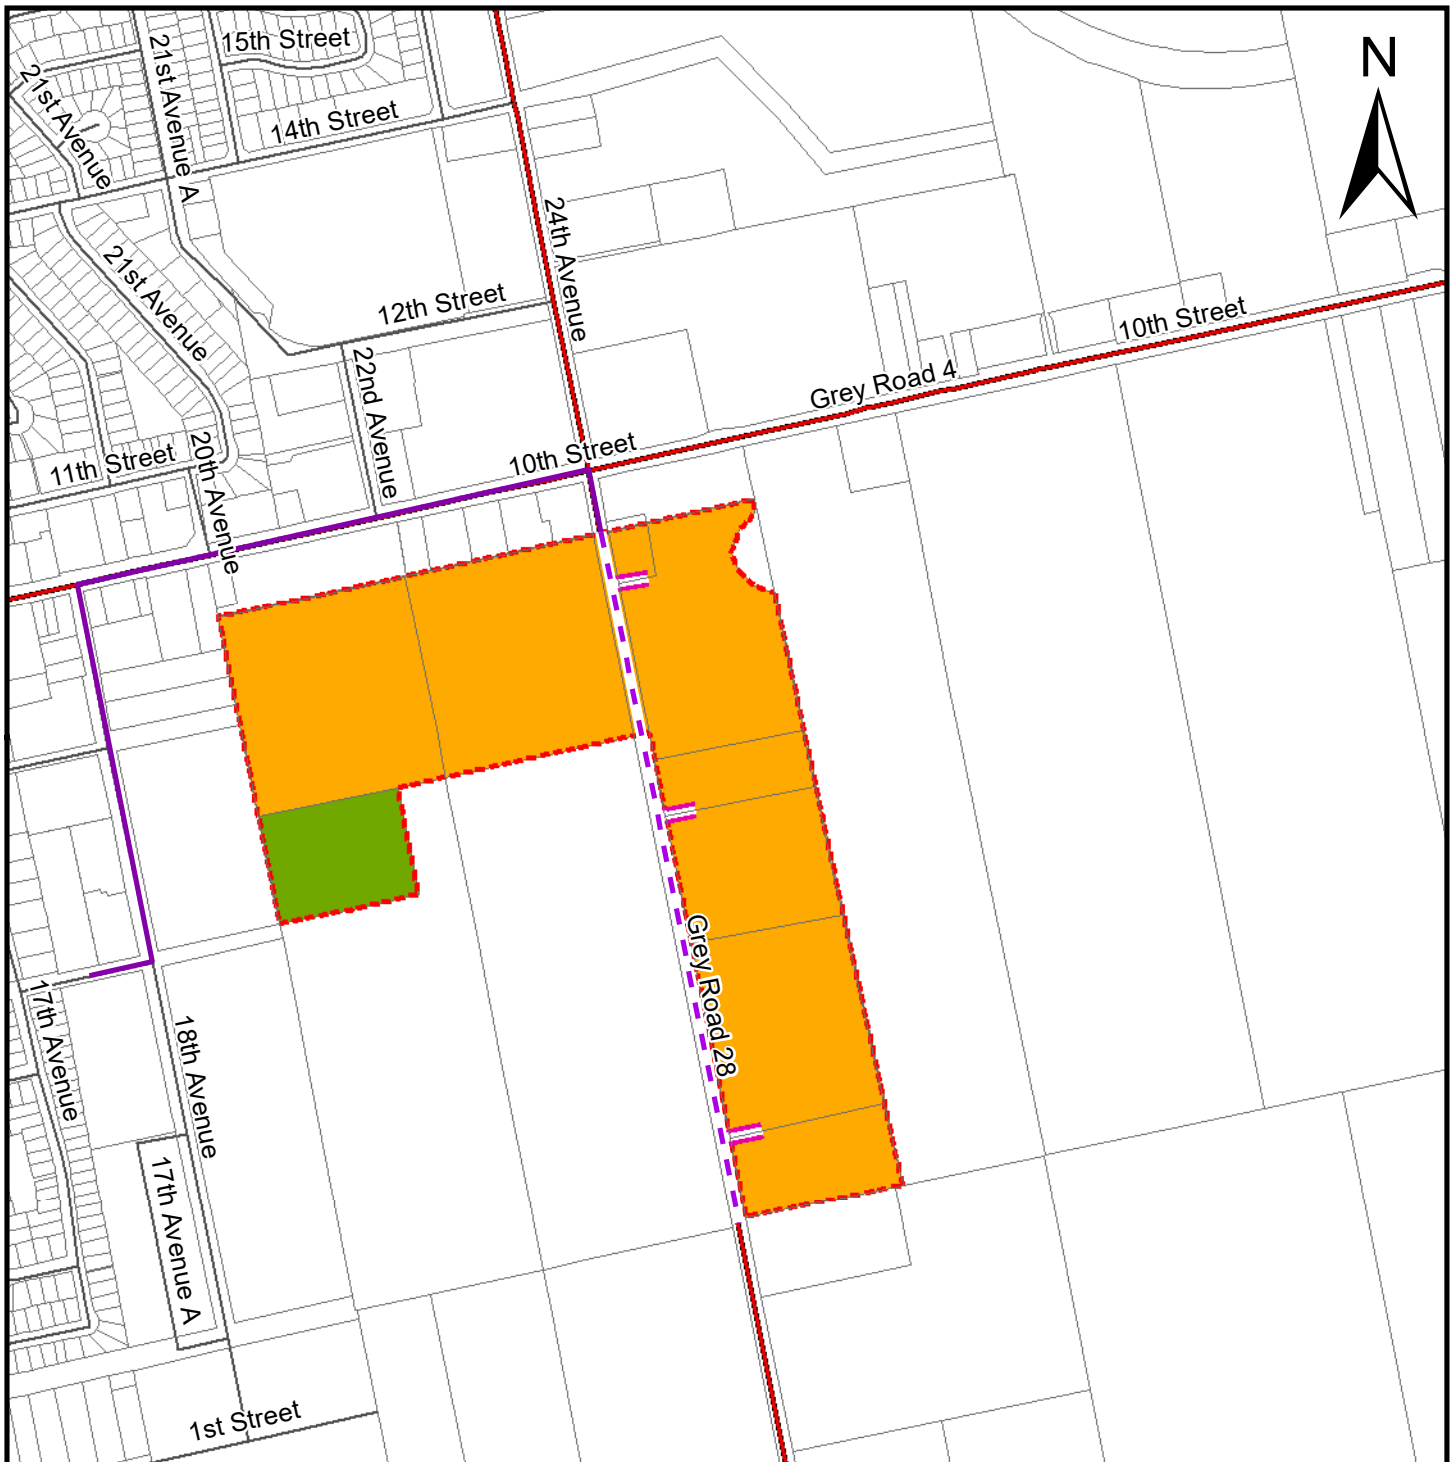 15th Street
21st Avenue A
N
21st Avenue
14th Street
24th Avenue
21st Avenue
12th Street
10th Street
22nd Avenue
Grey Road 4
10th Street
20th Avenue
11th Street
Grey Road 28
17th Avenue
18th Avenue
17th Avenue A
1st Street